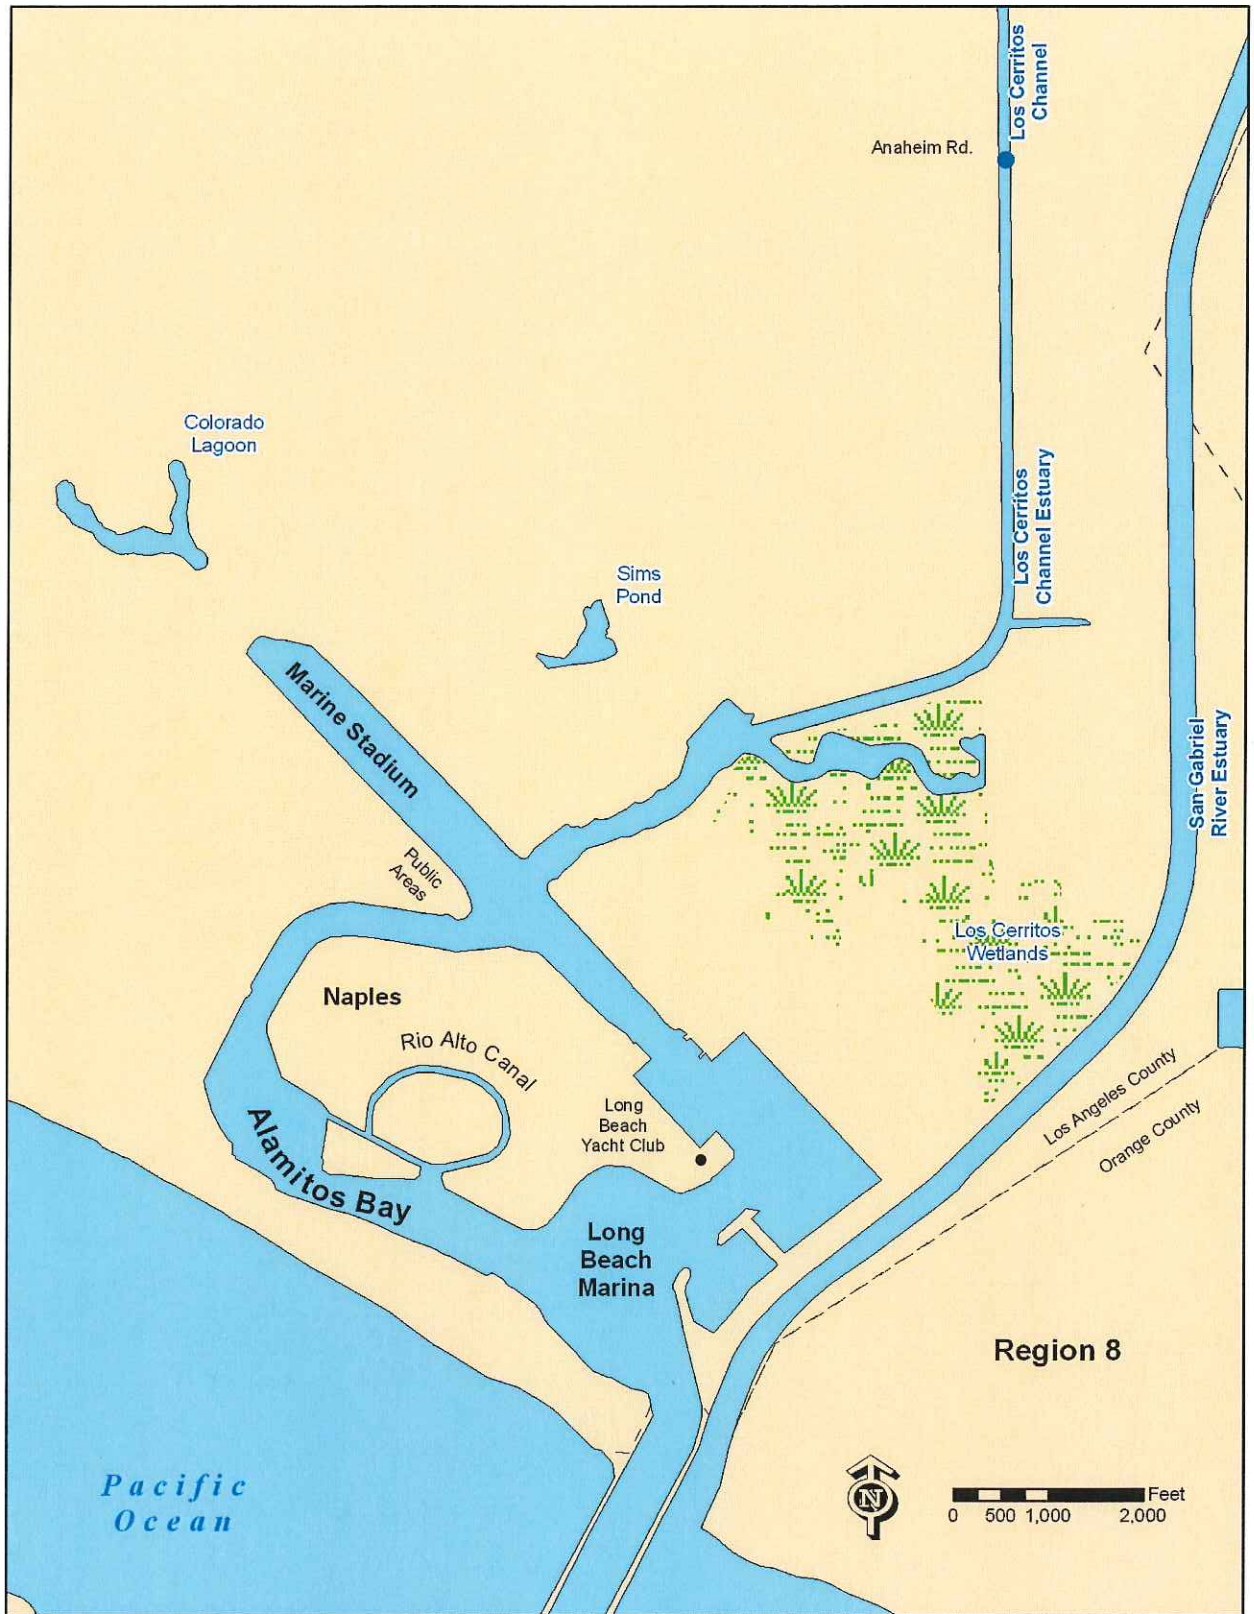 Los Cerritos
Channel
Anaheim Rd.
Colorado
Lagoon
Los Cerritos
Channel Estuary
Sims
Pond
Marine Stadium
San Gabriel
River Estuary
Public
Areas
Los Cerritos
Wetlands
Naples
Rio Alto Canal
Long
Beach
Yacht Club
Los Angeles County
Orange County
Alamitos Bay
Long
Beach
Marina
Region 8
Pacific
Ocean
N
Feet
0 500 1,000 2,000